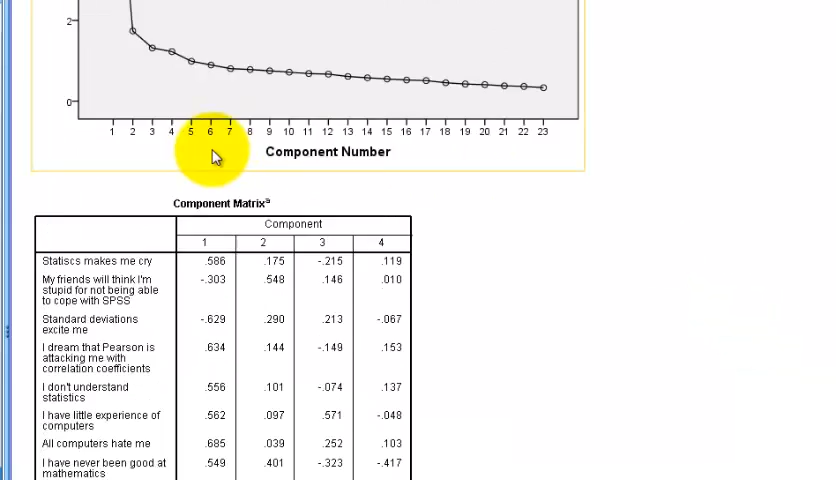 2
0
1 2 3 4 5 6 7 8 9 10 11 12 13 14 15 16 17 18 19 20 21 22 23
Component Number
Component Matrixa
Component
1 2 3 4
Statiscs makes me cry .586 .175 -.215 .119
My friends will think I'm -.303 .548 .146 .010
stupid for not being able
to cope with SPSS
Standard deviations -.629 .290 .213 -.067
excite me
I dream that Pearson is .634 .144 -.149 .153
attacking me with
correlation coefficients
I don't understand .556 .101 -.074 .137
statistics
I have little experience of .562 .097 .571 -.048
computers
All computers hate me .685 .039 .252 .103
I have never been good at .549 .401 -.323 -.417
mathematics